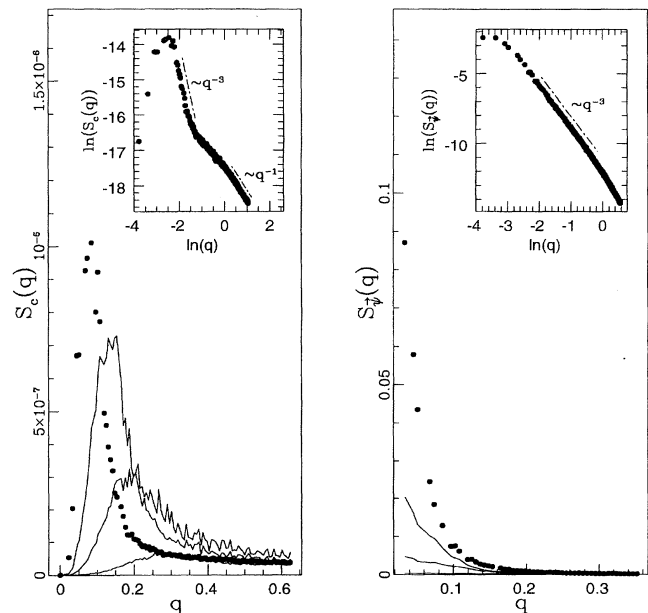 1.5×10⁻⁶
10⁻⁶
5×10⁻⁷
0
S_c(q)
0
0.2
0.4
0.6
q
-14
-15
-16
-17
-18
ln(S_c(q))
~q⁻³
~q⁻¹
-4
-2
0
2
ln(q)
0.1
0.05
0
S_ψ⃗(q)
0.1
0.2
0.3
q
-5
-10
ln(S_ψ⃗(q))
~q⁻³
-4
-3
-2
-1
0
ln(q)